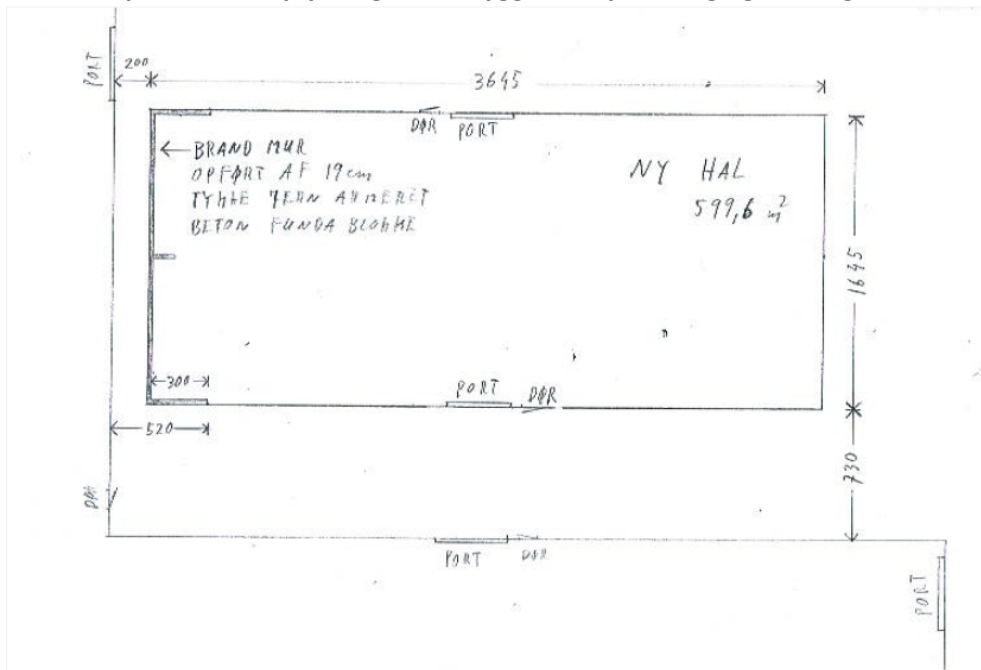 PORT
200
3645
DØR
PORT
← BRAND MUR
OPFØRT AF 19cm
TYKKE JERN ARMERET
BETON FUNDA BLOKKE
NY HAL
599,6 m²
1645
300
PORT
DØR
520
730
DØR
PORT
DØR
PORT